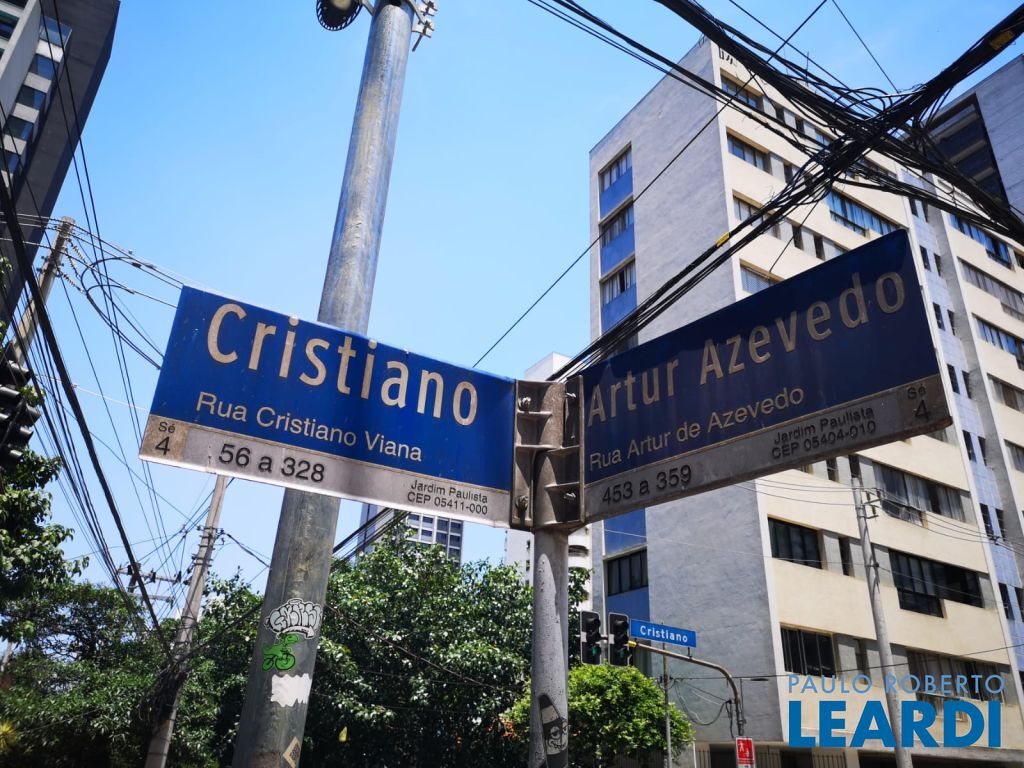 Cristiano
Rua Cristiano Viana
Sé
4
56 a 328
Jardim Paulista
CEP 05411-000
Artur Azevedo
Rua Artur de Azevedo
453 a 359
Jardim Paulista
CEP 05404-010
Sé
4
Cristiano
PAULO ROBERTO
LEARDI